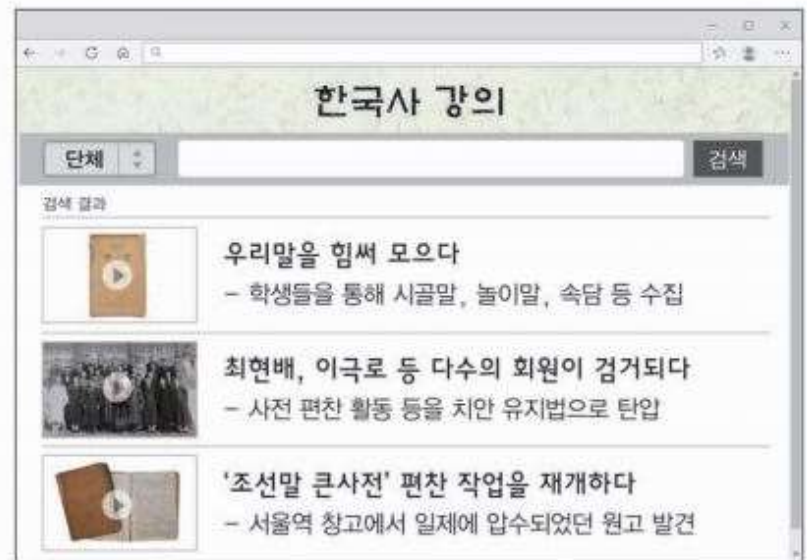 한국사 강의
단체
검색
검색 결과
우리말을 힘써 모으다
- 학생들을 통해 시골말, 놀이말, 속담 등 수집
최현배, 이극로 등 다수의 회원이 검거되다
- 사전 편찬 활동 등을 치안 유지법으로 탄압
‘조선말 큰사전’ 편찬 작업을 재개하다
- 서울역 창고에서 일제에 압수되었던 원고 발견